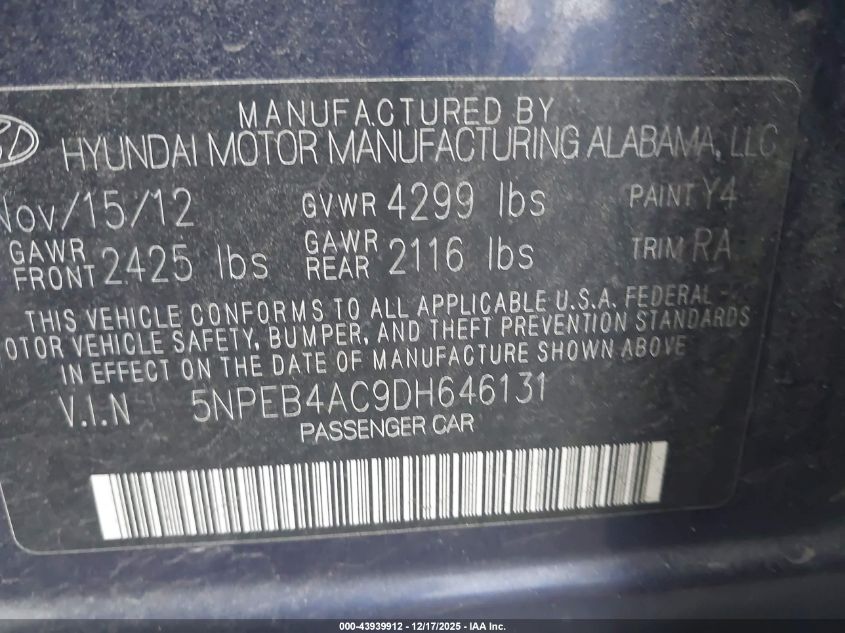 MANUFACTURED BY
HYUNDAI MOTOR MANUFACTURING ALABAMA, LLC
Nov/15/12 GVWR 4299 lbs PAINT Y4
GAWR FRONT 2425 lbs GAWR REAR 2116 lbs TRIM RA
THIS VEHICLE CONFORMS TO ALL APPLICABLE U.S.A. FEDERAL
OTOR VEHICLE SAFETY, BUMPER, AND THEFT PREVENTION STANDARDS
IN EFFECT ON THE DATE OF MANUFACTURE SHOWN ABOVE
V.I.N 5NPEB4AC9DH646131
PASSENGER CAR
000-43939912 - 12/17/2025 - IAA Inc.